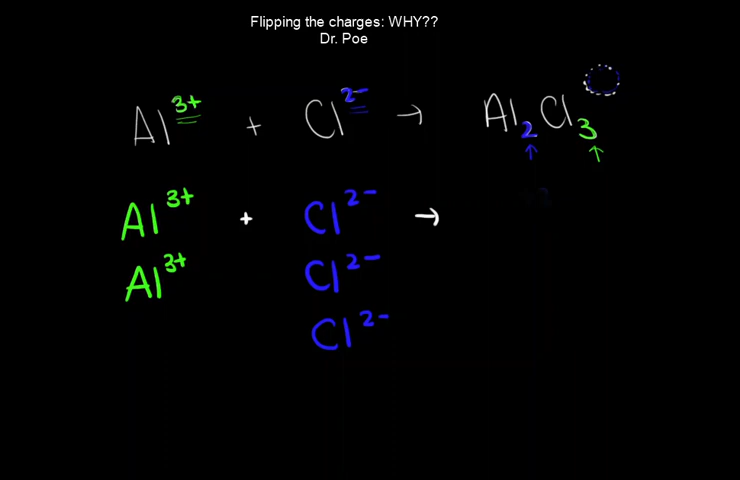 Flipping the charges: WHY??
Dr. Poe
Al³⁺ + Cl²⁻ → Al₂Cl₃
Al³⁺ + Cl²⁻ →
Al³⁺ Cl²⁻
Cl²⁻